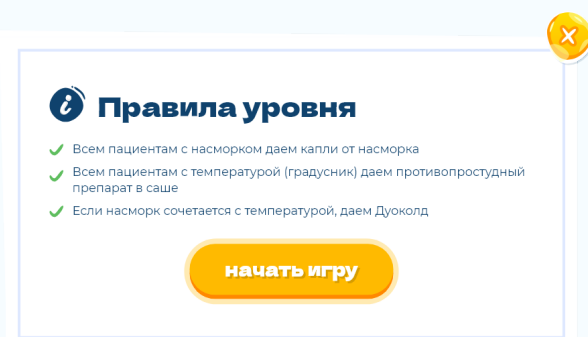 Правила уровня
Всем пациентам с насморком даем капли от насморка
Всем пациентам с температурой (градусник) даем противопростудный
препарат в саше
Если насморк сочетается с температурой, даем Дуоколд
начать игру